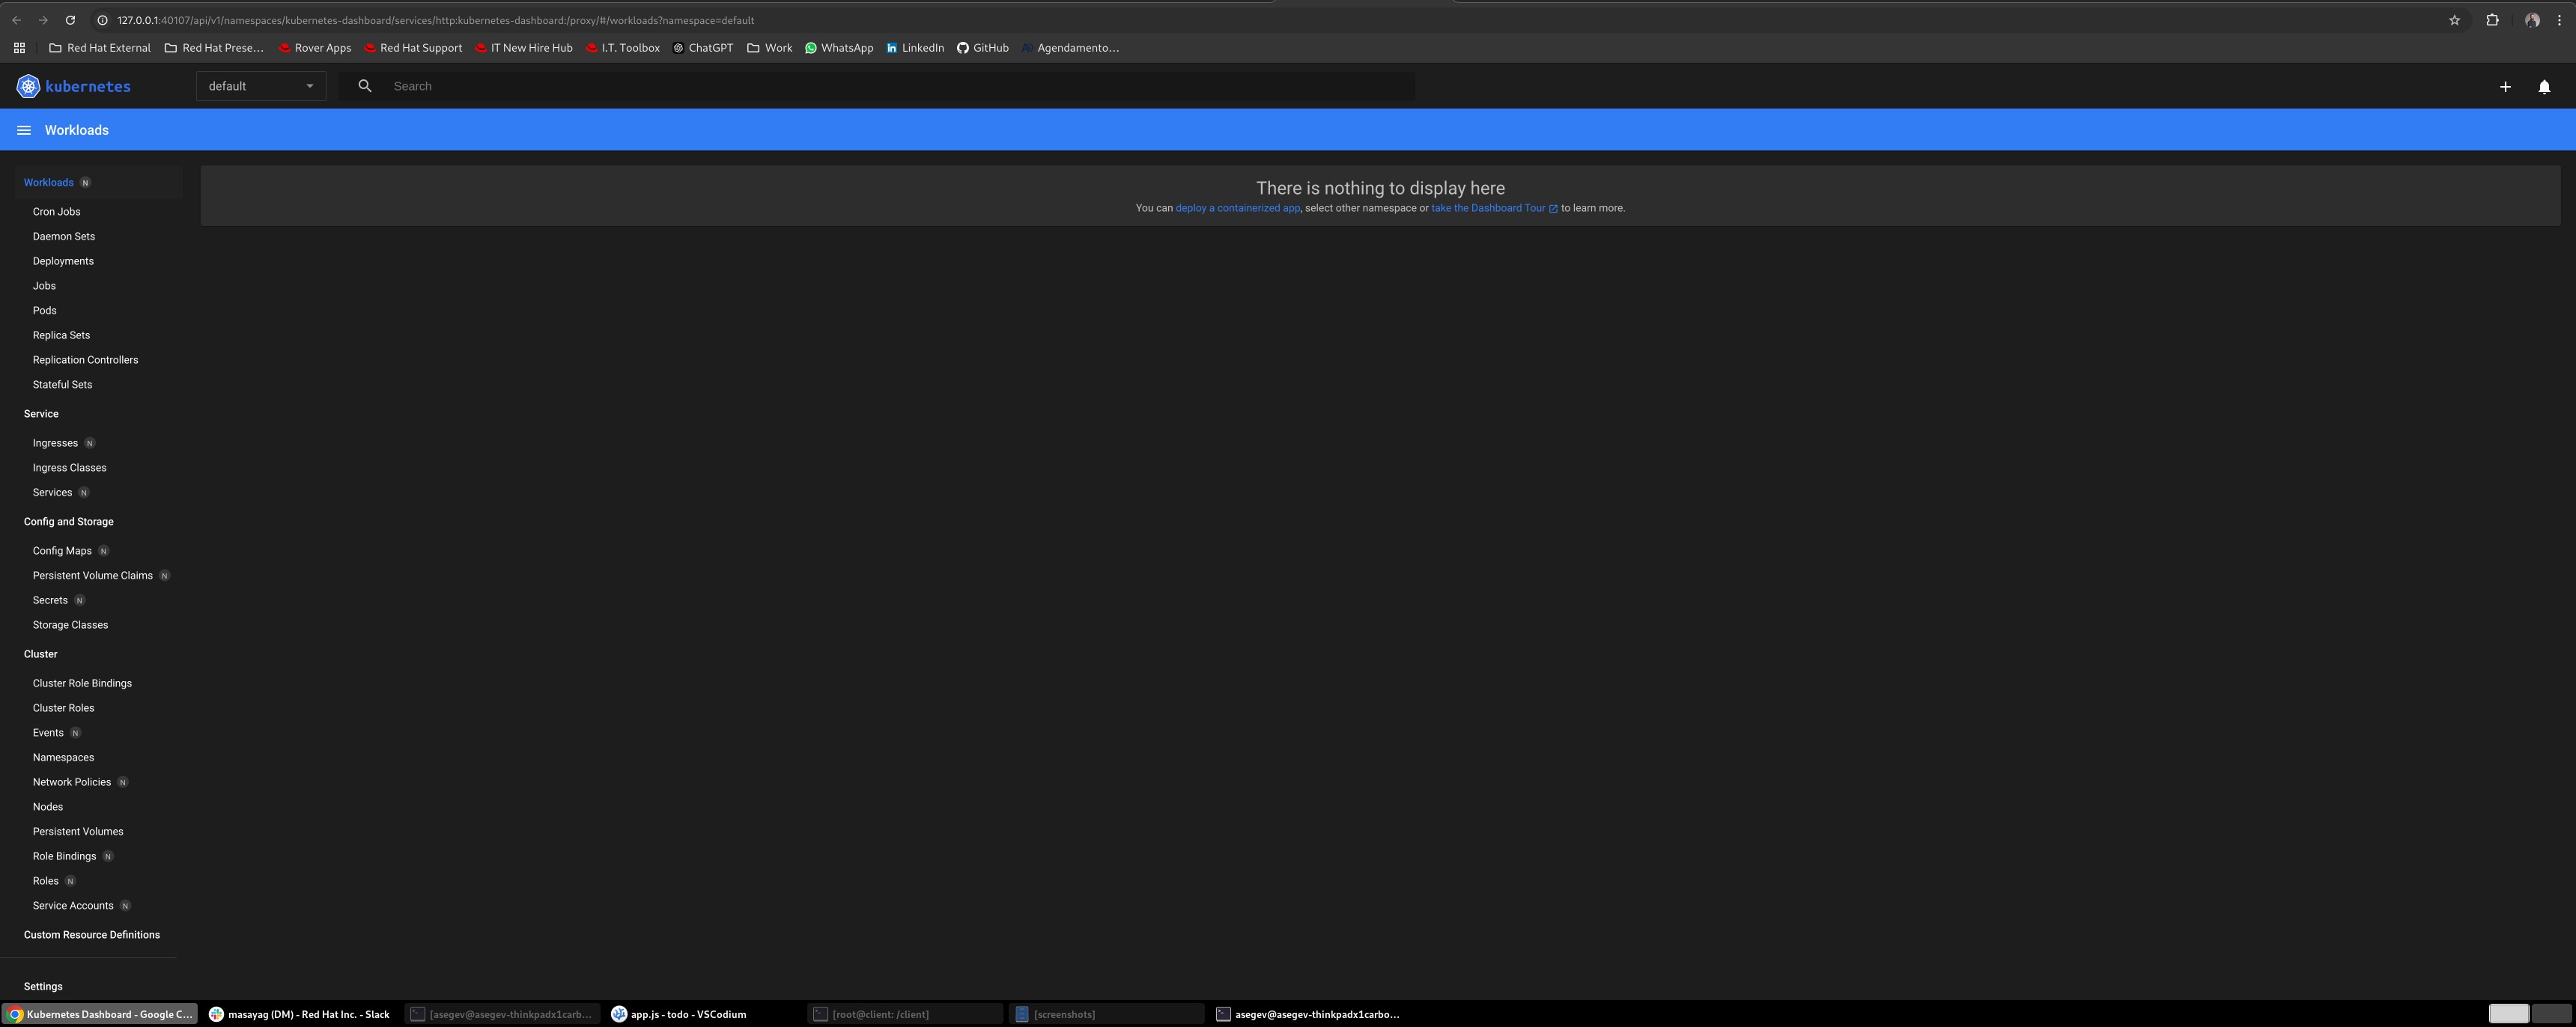 127.0.0.1:40107/api/v1/namespaces/kubernetes-dashboard/services/http:kubernetes-dashboard:/proxy/#/workloads?namespace=default
Red Hat External Red Hat Prese... Rover Apps Red Hat Support IT New Hire Hub I.T. Toolbox ChatGPT Work WhatsApp LinkedIn GitHub Agendamento...
kubernetes default Search
Workloads
Workloads N
Cron Jobs
Daemon Sets
Deployments
Jobs
Pods
Replica Sets
Replication Controllers
Stateful Sets
Service
Ingresses N
Ingress Classes
Services N
Config and Storage
Config Maps N
Persistent Volume Claims N
Secrets N
Storage Classes
Cluster
Cluster Role Bindings
Cluster Roles
Events N
Namespaces
Network Policies N
Nodes
Persistent Volumes
Role Bindings N
Roles N
Service Accounts N
Custom Resource Definitions
Settings
There is nothing to display here
You can deploy a containerized app, select other namespace or take the Dashboard Tour to learn more.
Kubernetes Dashboard - Google C... masayag (DM) - Red Hat Inc. - Slack [asegev@asegev-thinkpadx1carb... app.js - todo - VSCodium [root@client: /client] [screenshots] asegev@asegev-thinkpadx1carbo...